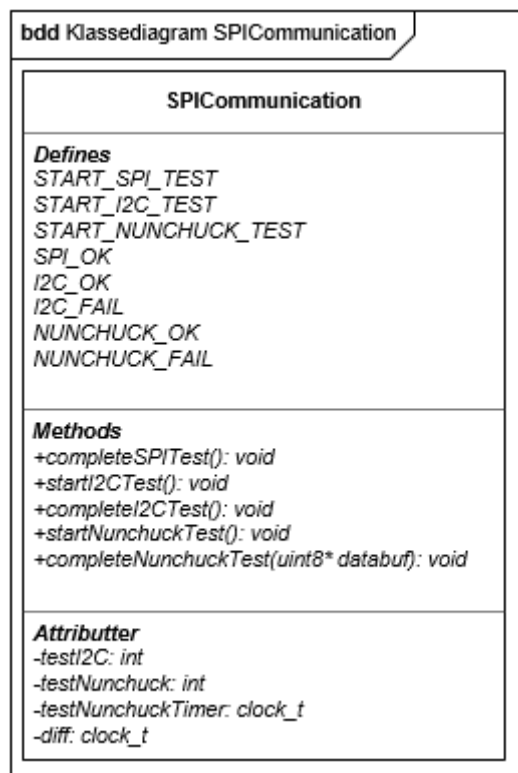 bdd Klassediagram SPICommunication
SPICommunication
Defines
START_SPI_TEST
START_I2C_TEST
START_NUNCHUCK_TEST
SPI_OK
I2C_OK
I2C_FAIL
NUNCHUCK_OK
NUNCHUCK_FAIL
Methods
+completeSPITest(): void
+startI2CTest(): void
+completeI2CTest(): void
+startNunchuckTest(): void
+completeNunchuckTest(uint8* databuf): void
Attributter
-testI2C: int
-testNunchuck: int
-testNunchuckTimer: clock_t
-diff: clock_t